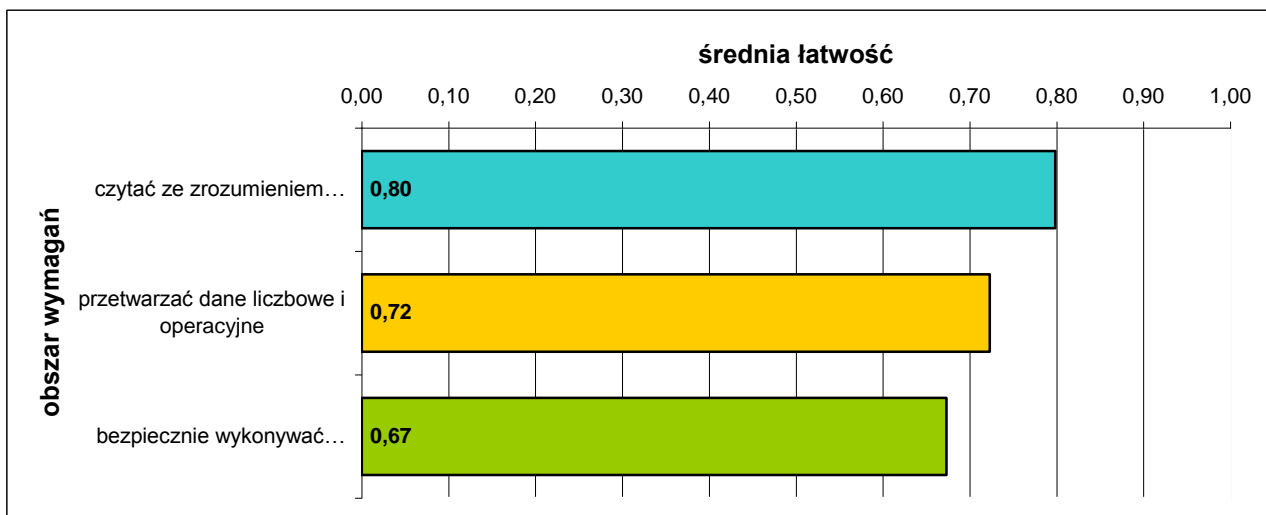 średnia łatwość
0,00 0,10 0,20 0,30 0,40 0,50 0,60 0,70 0,80 0,90 1,00
obszar wymagań
czytać ze zrozumieniem…
0,80
przetwarzać dane liczbowe i
operacyjne
0,72
bezpiecznie wykonywać…
0,67